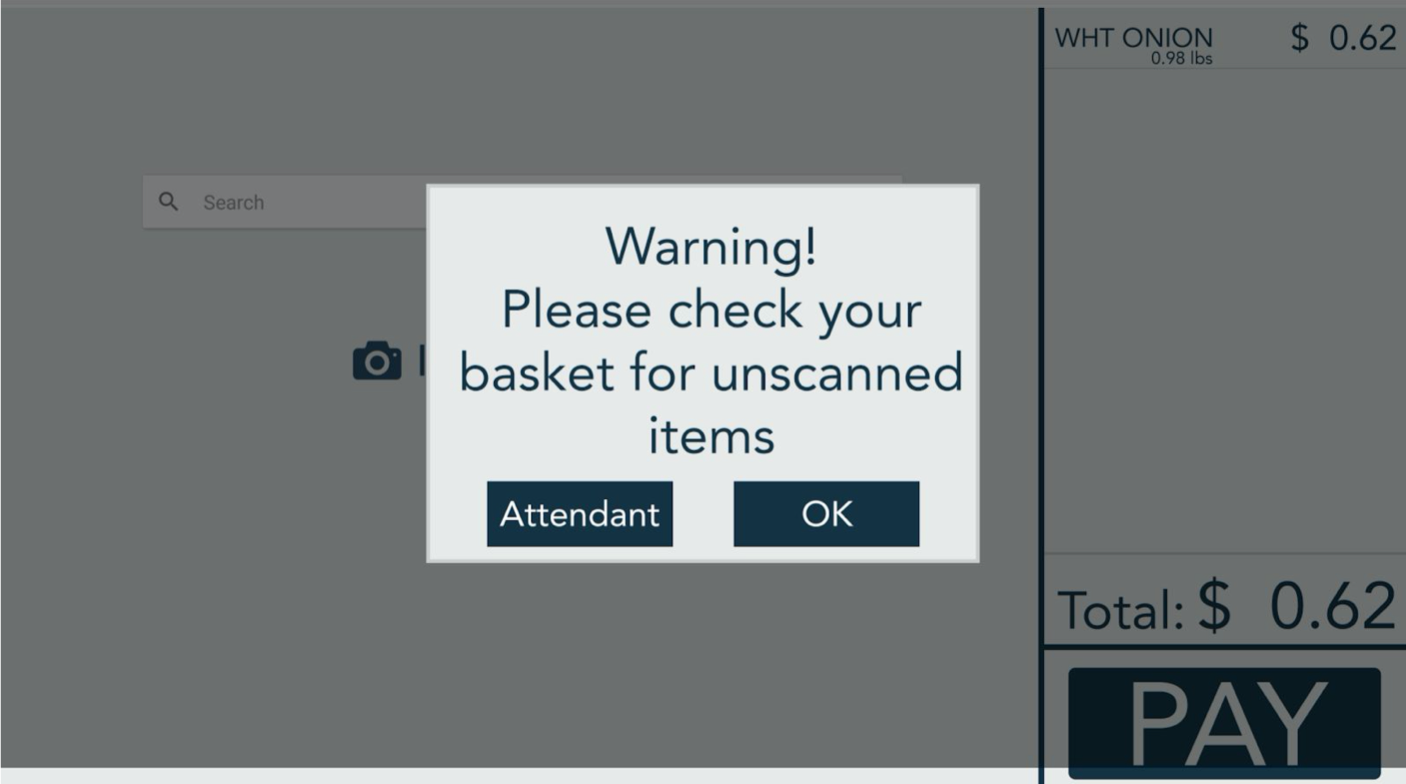 WHT ONION $ 0.62
0.98 lbs
Search
Warning!
Please check your
basket for unscanned
items
Attendant OK
Total: $ 0.62
PAY